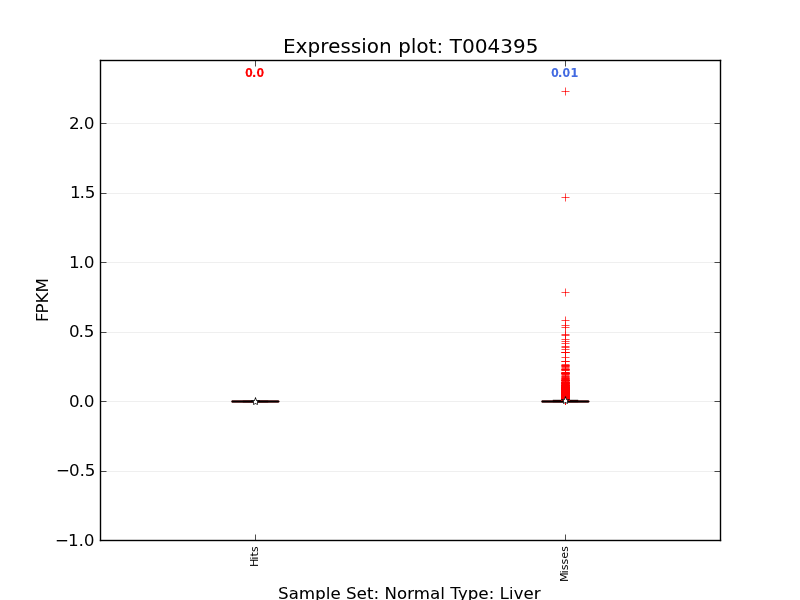 Expression plot: T004395
0.0
0.01
2.0
1.5
1.0
0.5
0.0
−0.5
−1.0
FPKM
Hits
Misses
Sample Set: Normal Type: Liver